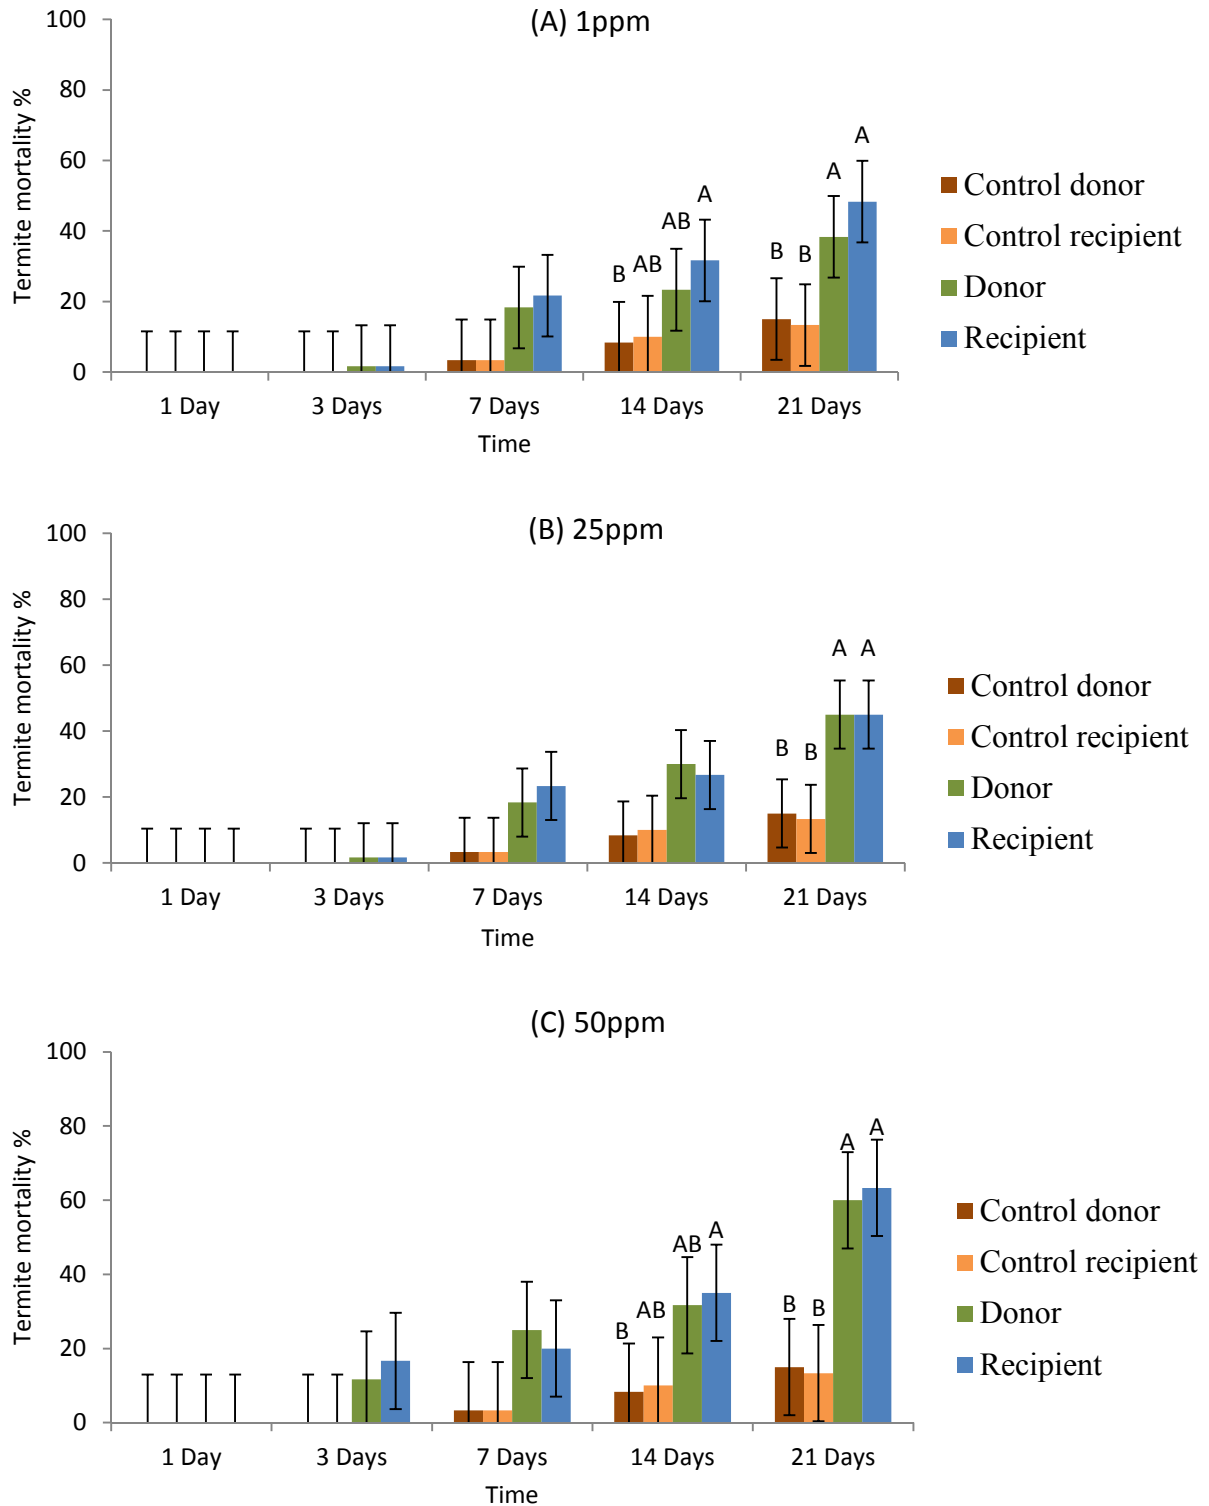 (A) 1ppm
100
80
60
40
20
0
Termite mortality %
B
AB
AB
A
B
B
A
A
1 Day
3 Days
7 Days
14 Days
21 Days
Time
Control donor
Control recipient
Donor
Recipient
(B) 25ppm
100
80
60
40
20
0
Termite mortality %
B
B
A
A
1 Day
3 Days
7 Days
14 Days
21 Days
Time
Control donor
Control recipient
Donor
Recipient
(C) 50ppm
100
80
60
40
20
0
Termite mortality %
B
AB
AB
A
B
B
A
A
1 Day
3 Days
7 Days
14 Days
21 Days
Time
Control donor
Control recipient
Donor
Recipient